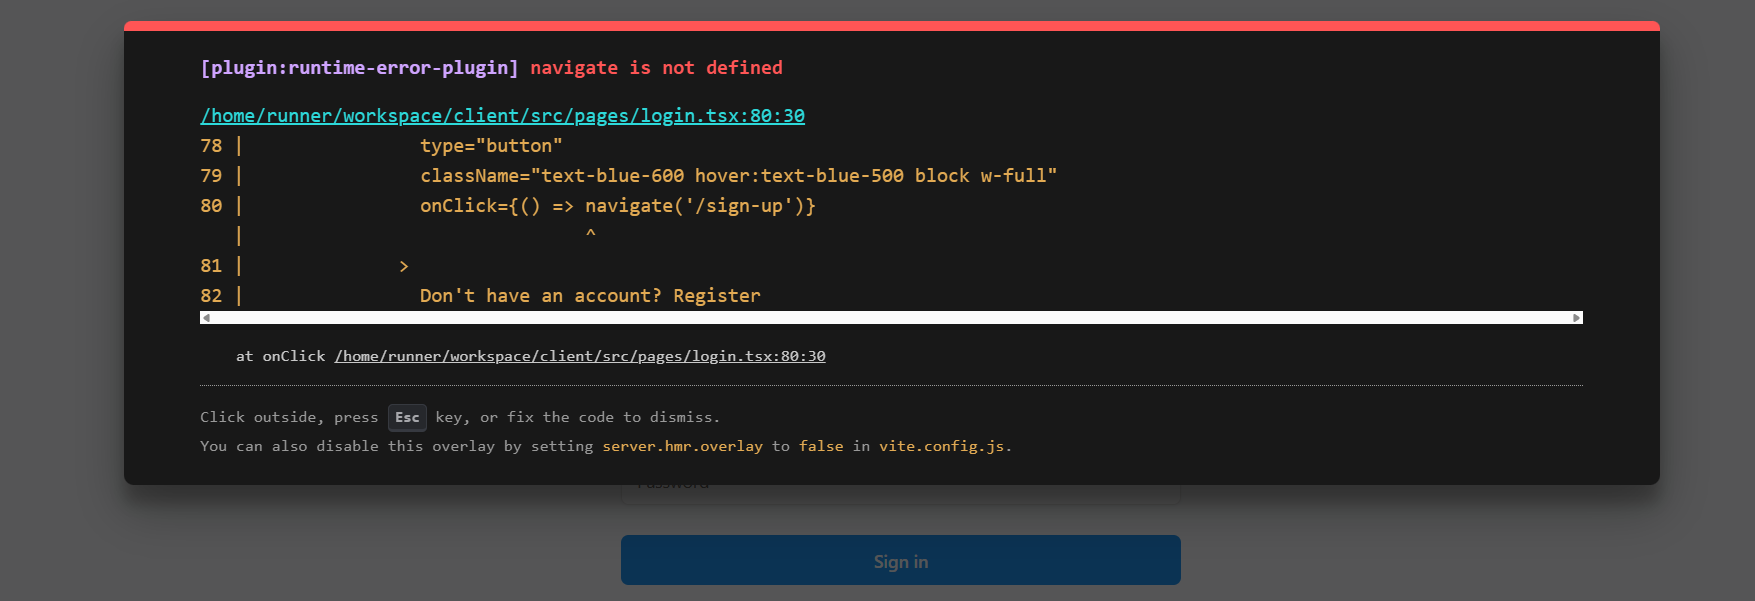 [plugin:runtime-error-plugin] navigate is not defined
/home/runner/workspace/client/src/pages/login.tsx:80:30
78 |                type="button"
79 |                className="text-blue-600 hover:text-blue-500 block w-full"
80 |                onClick={() => navigate('/sign-up')}
   |                               ^
81 |              >
82 |                Don't have an account? Register
at onClick /home/runner/workspace/client/src/pages/login.tsx:80:30
Click outside, press Esc key, or fix the code to dismiss.
You can also disable this overlay by setting server.hmr.overlay to false in vite.config.js.
Password
Sign in